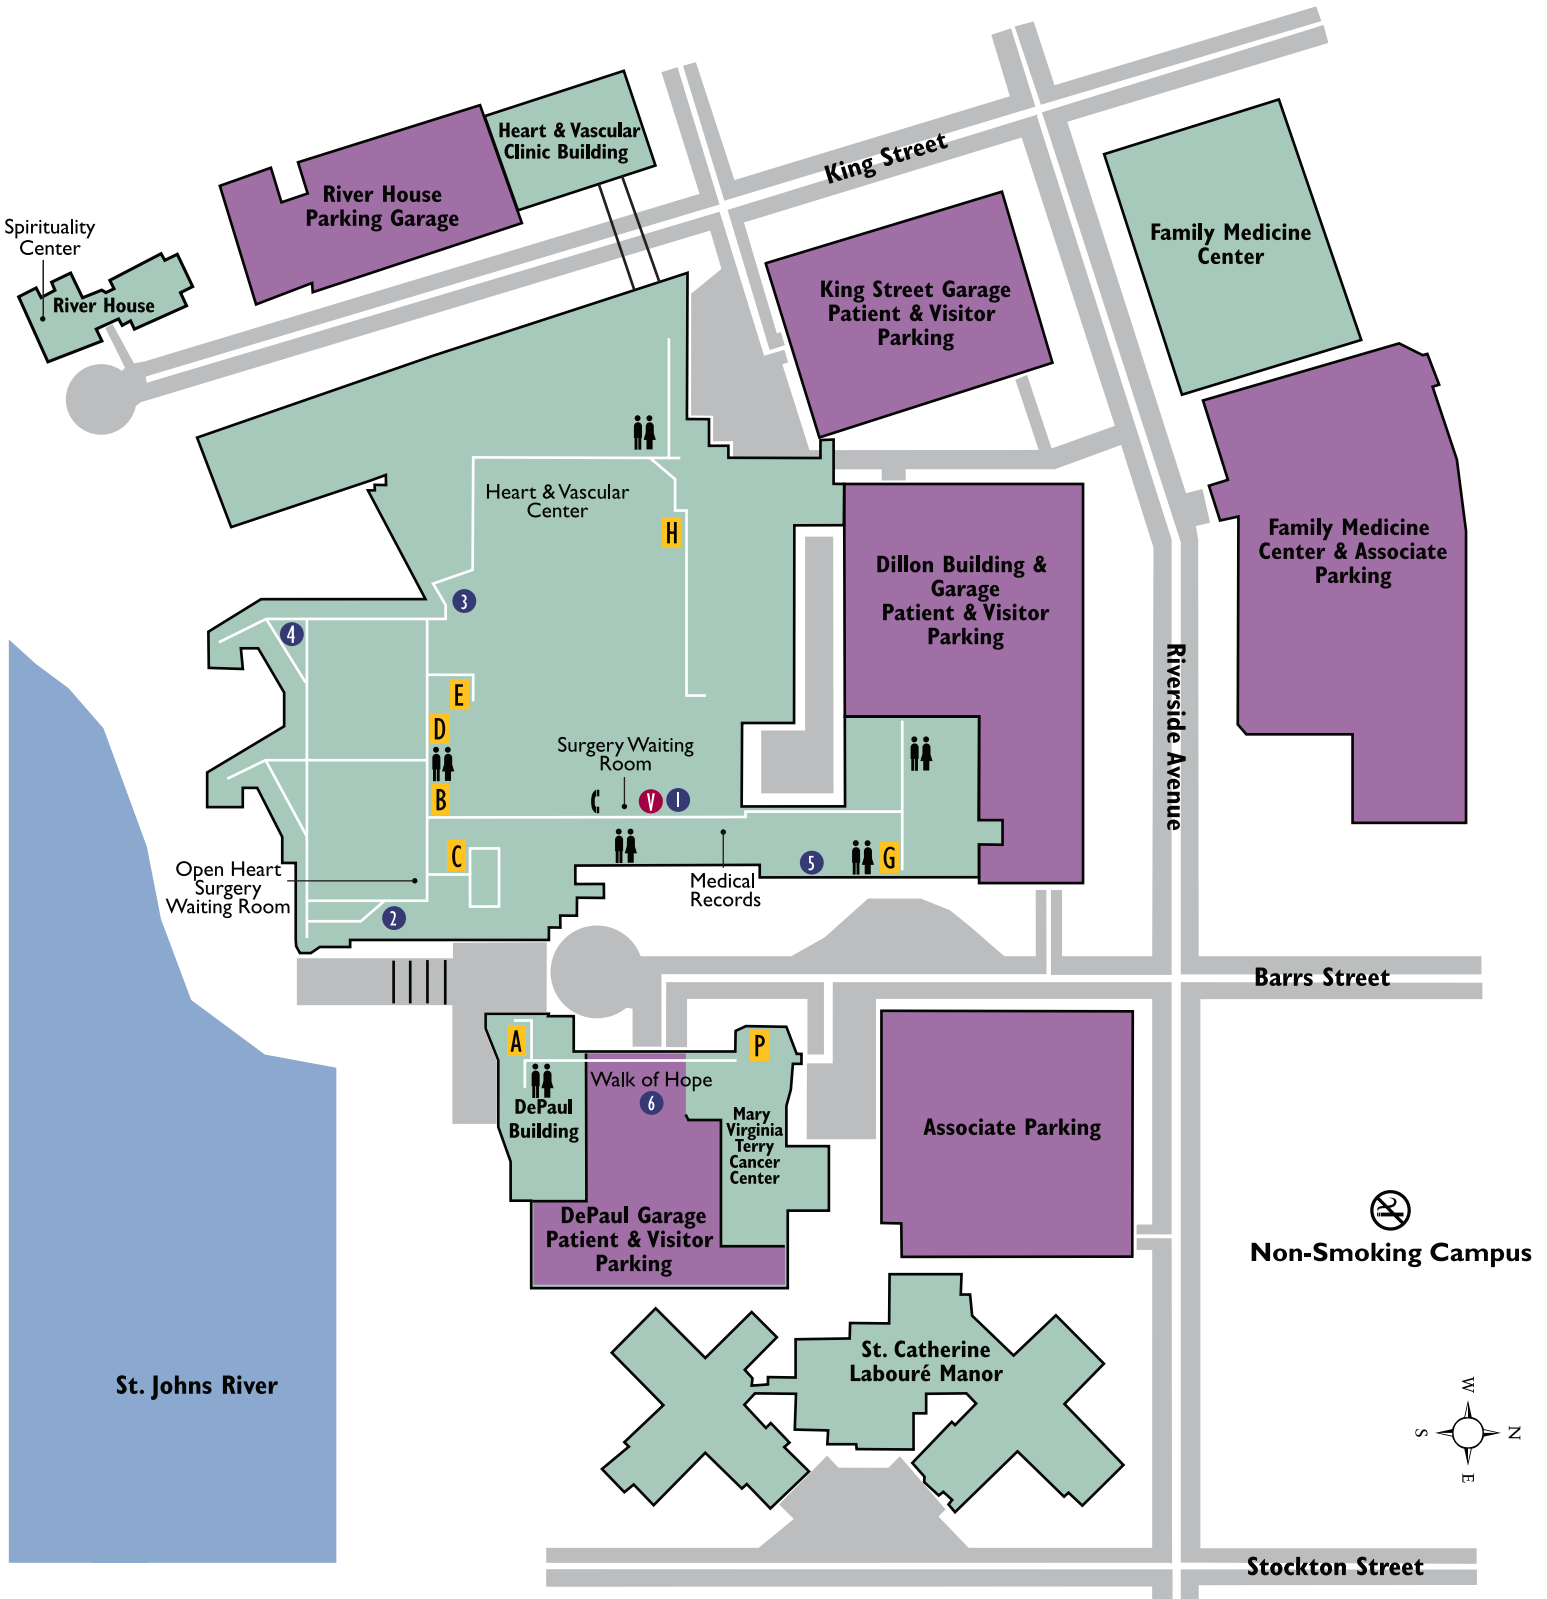 King Street
Heart & Vascular
Clinic Building
River House
Parking Garage
Spirituality
Center
River House
Family Medicine
Center
King Street Garage
Patient & Visitor
Parking
Heart & Vascular
Center
H
Family Medicine
Center & Associate
Parking
Dillon Building &
Garage
Patient & Visitor
Parking
3
4
E
D
B
C
Riverside Avenue
Surgery Waiting
Room
V
1
5
G
Medical
Records
Open Heart
Surgery
Waiting Room
2
Barrs Street
A
P
Walk of Hope
6
DePaul
Building
Mary
Virginia
Terry
Cancer
Center
Associate Parking
DePaul Garage
Patient & Visitor
Parking
Non-Smoking Campus
St. Catherine
Labouré Manor
St. Johns River
W
S
N
E
Stockton Street